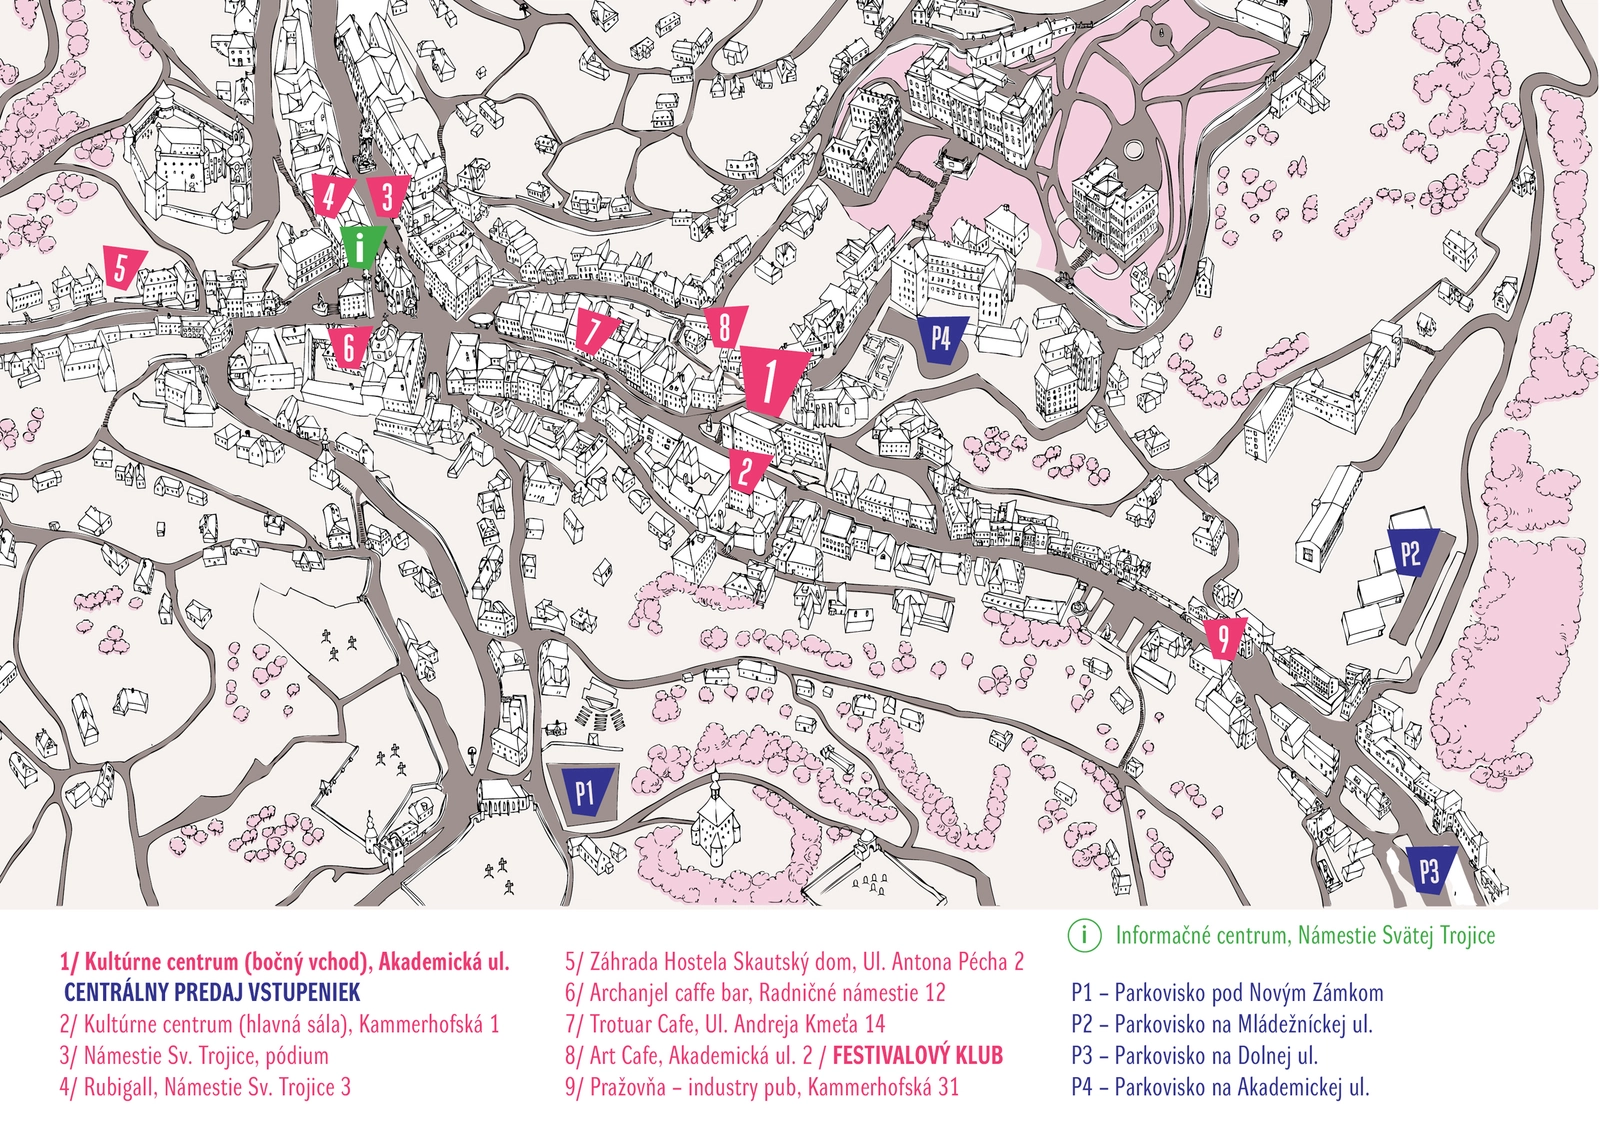 4
3
i
5
6
7
8
1
P4
2
P2
9
P1
P3
1/ Kultúrne centrum (bočný vchod), Akademická ul.
CENTRÁLNY PREDAJ VSTUPENIEK
2/ Kultúrne centrum (hlavná sála), Kammerhofská 1
3/ Námestie Sv. Trojice, pódium
4/ Rubigall, Námestie Sv. Trojice 3
5/ Záhrada Hostela Skautský dom, Ul. Antona Pécha 2
6/ Archanjel caffe bar, Radničné námestie 12
7/ Trotuar Cafe, Ul. Andreja Kmeťa 14
8/ Art Cafe, Akademická ul. 2 / FESTIVALOVÝ KLUB
9/ Pražovňa – industry pub, Kammerhofská 31
i Informačné centrum, Námestie Svätej Trojice
P1 – Parkovisko pod Novým Zámkom
P2 – Parkovisko na Mládežníckej ul.
P3 – Parkovisko na Dolnej ul.
P4 – Parkovisko na Akademickej ul.